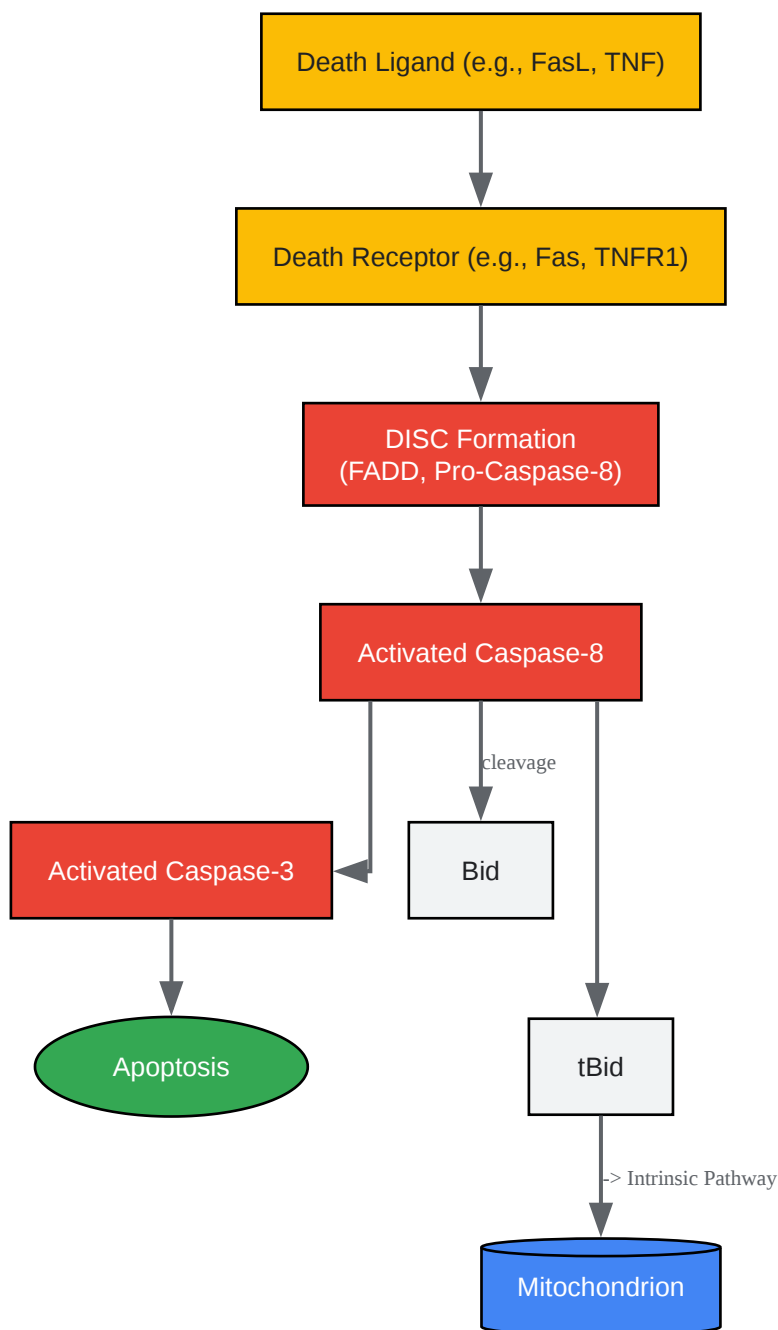 Death Ligand (e.g., FasL, TNF)
Death Receptor (e.g., Fas, TNFR1)
DISC Formation
(FADD, Pro-Caspase-8)
Activated Caspase-8
cleavage
Activated Caspase-3
Bid
Apoptosis
tBid
-> Intrinsic Pathway
Mitochondrion